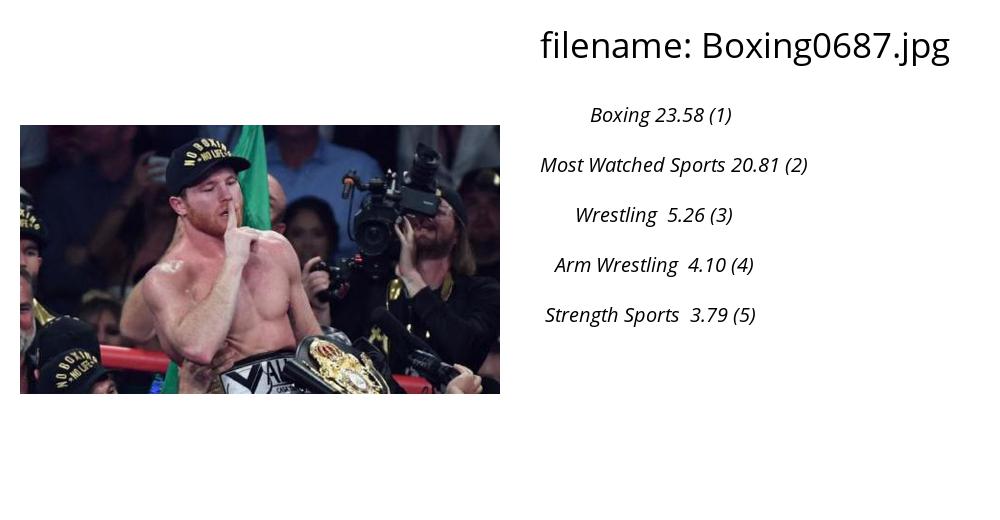 filename: Boxing0687.jpg
Boxing 23.58 (1)
Most Watched Sports 20.81 (2)
Wrestling 5.26 (3)
Arm Wrestling 4.10 (4)
Strength Sports 3.79 (5)
NO BOXING
-NO LIFE-
NO BOXING
-NO LIFE-